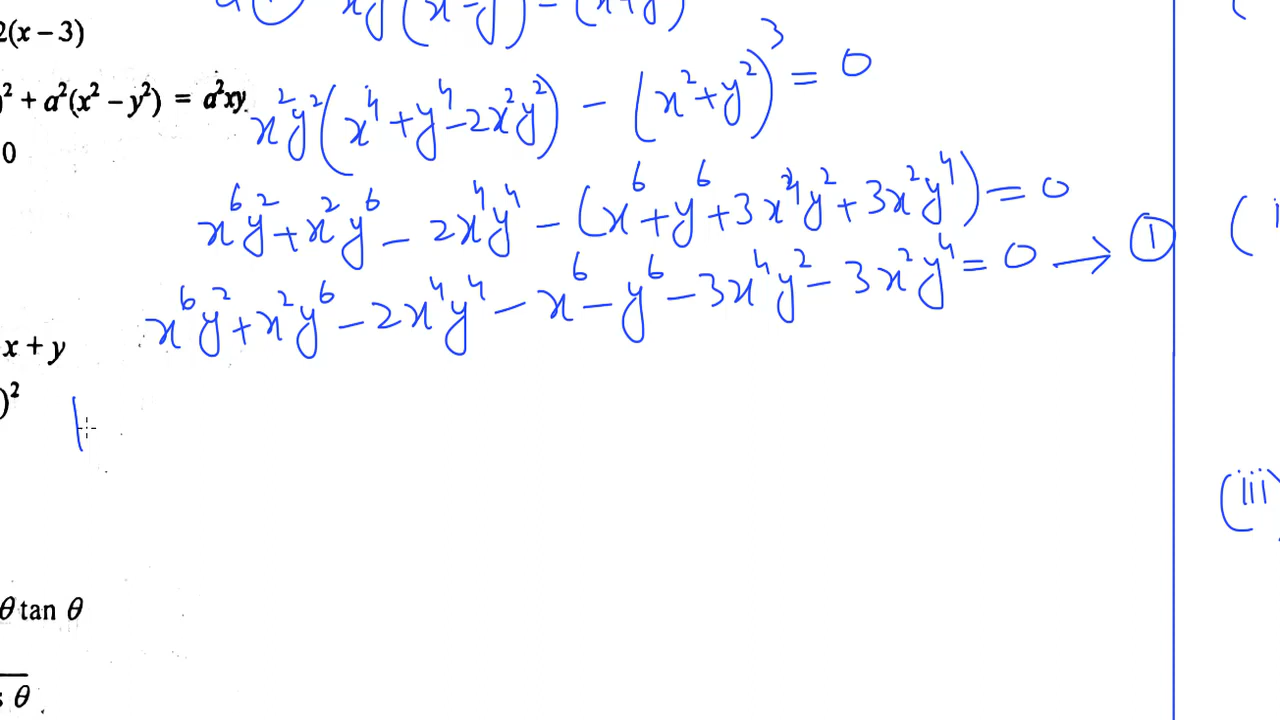 2(x – 3)
)² + a²(x² – y²) = a²xy
x²y²(x⁴+y⁴-2x²y²) - (x²+y²)³ = 0
0
x⁶y²+x²y⁶ - 2x⁴y⁴ - (x⁶+y⁶+3x⁴y²+3x²y⁴) = 0
x⁶y²+x²y⁶ - 2x⁴y⁴ - x⁶ - y⁶ - 3x⁴y² - 3x²y⁴ = 0 → ①
x + y
)²
(iii)
θ tan θ
s θ